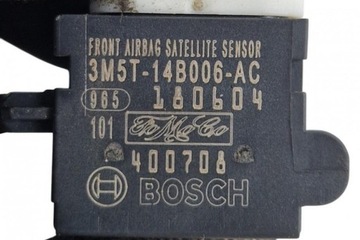 FRONT AIRBAG SATELLITE SENSOR
3M5T-14B006-AC
965 180604
101 FoMoCo
400708
BOSCH